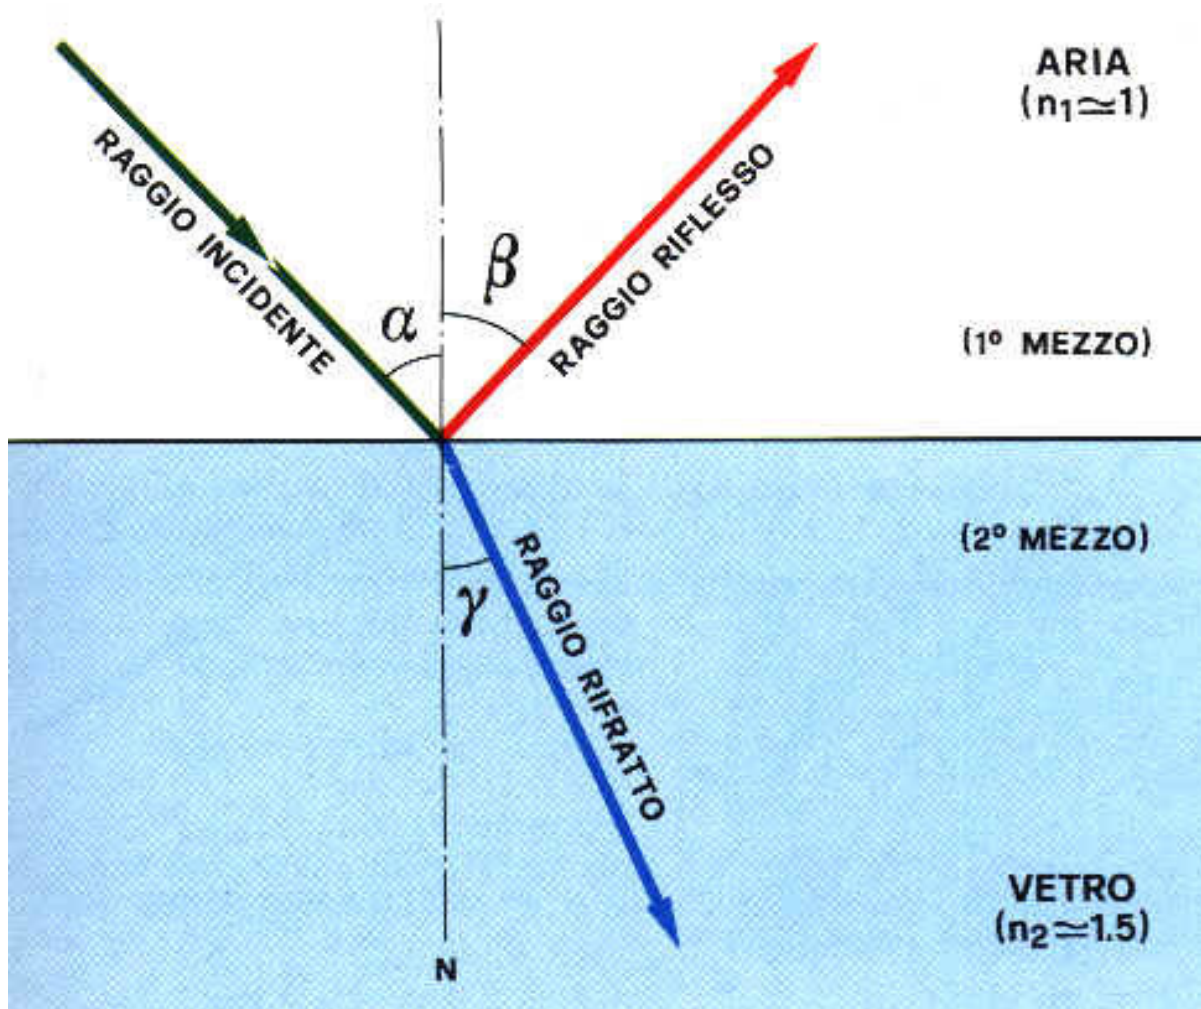 ARIA
(n₁≃1)
RAGGIO INCIDENTE
RAGGIO RIFLESSO
α
β
(1° MEZZO)
(2° MEZZO)
γ
RAGGIO RIFRATTO
VETRO
(n₂≃1.5)
N